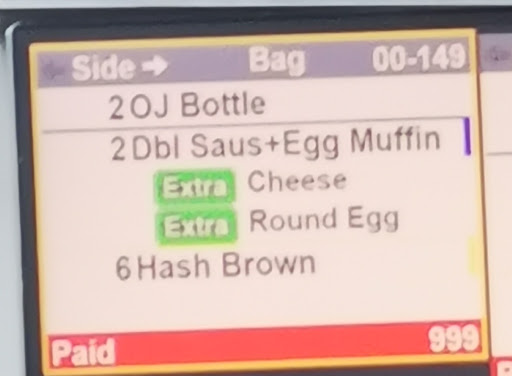 Side → Bag 00-149
2 OJ Bottle
2 Dbl Saus+Egg Muffin
Extra Cheese
Extra Round Egg
6 Hash Brown
Paid 999